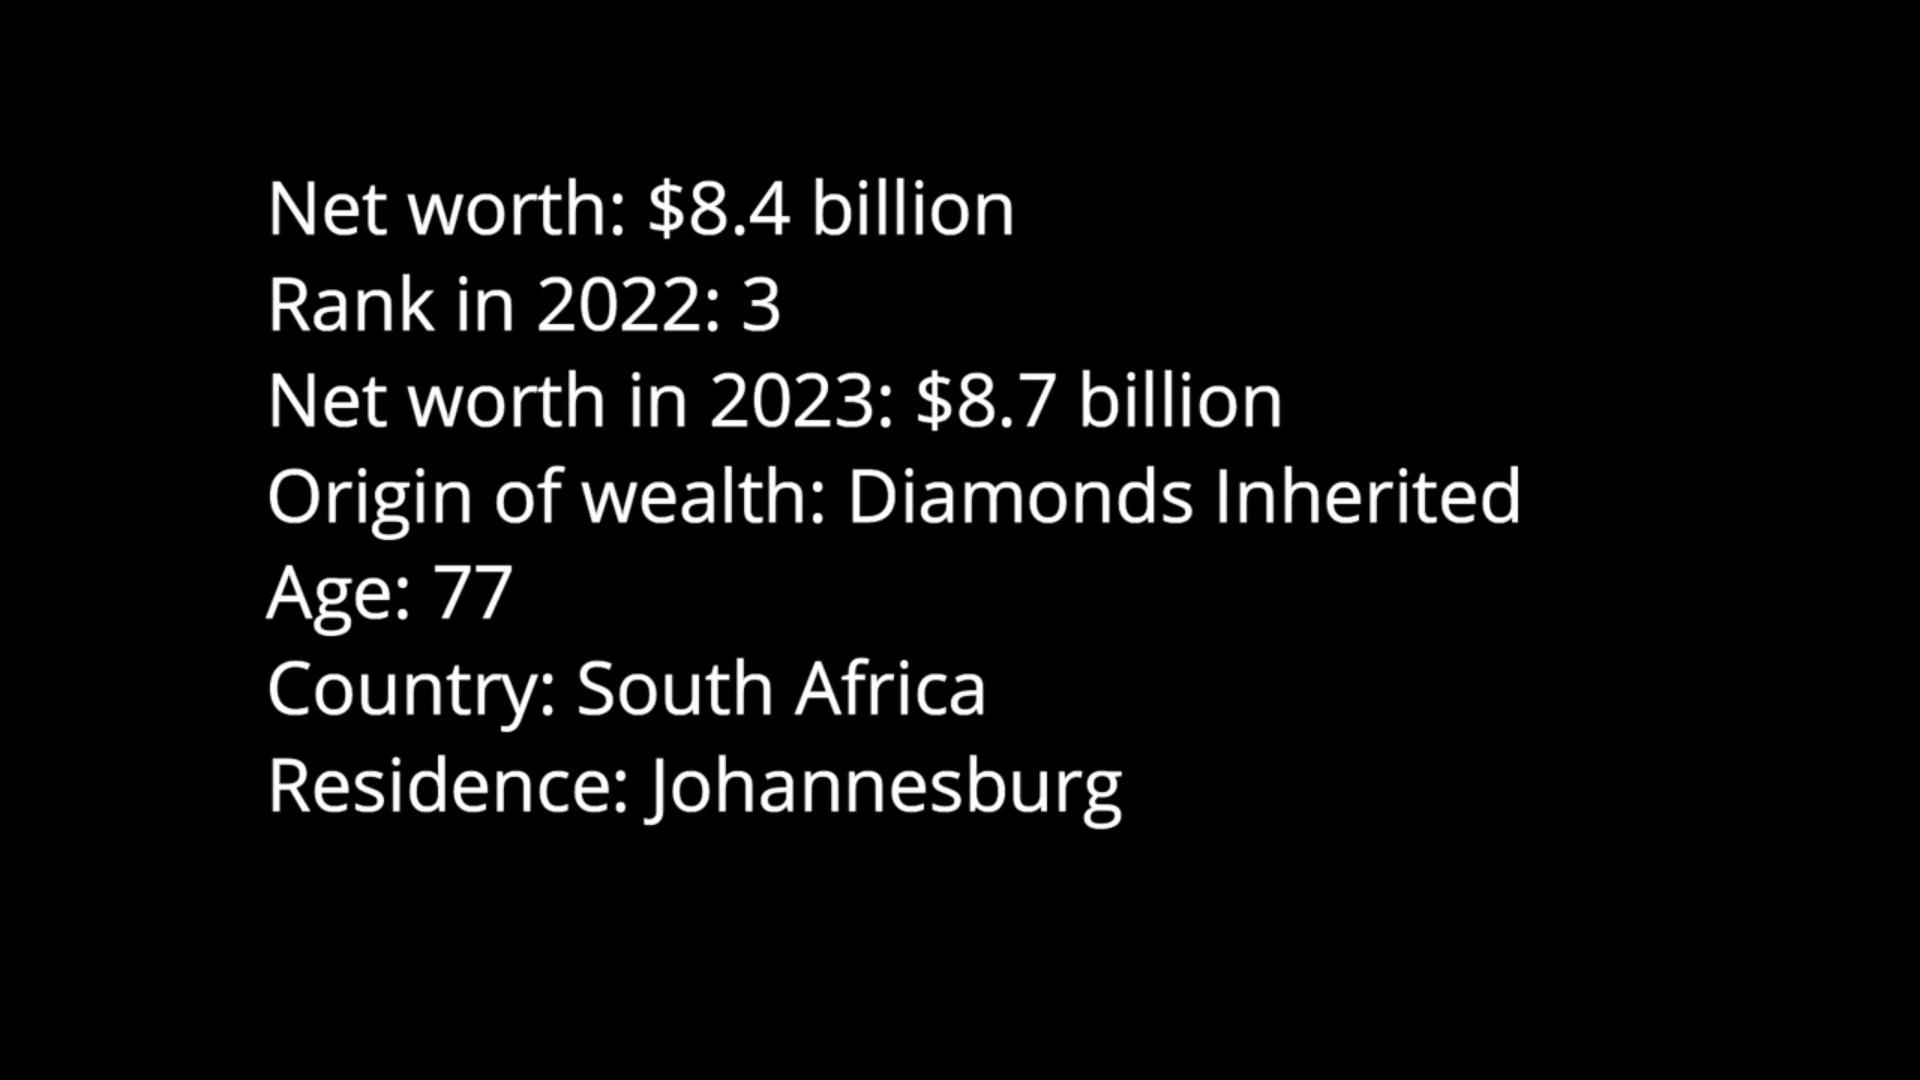 Net worth: $8.4 billion
Rank in 2022: 3
Net worth in 2023: $8.7 billion
Origin of wealth: Diamonds Inherited
Age: 77
Country: South Africa
Residence: Johannesburg